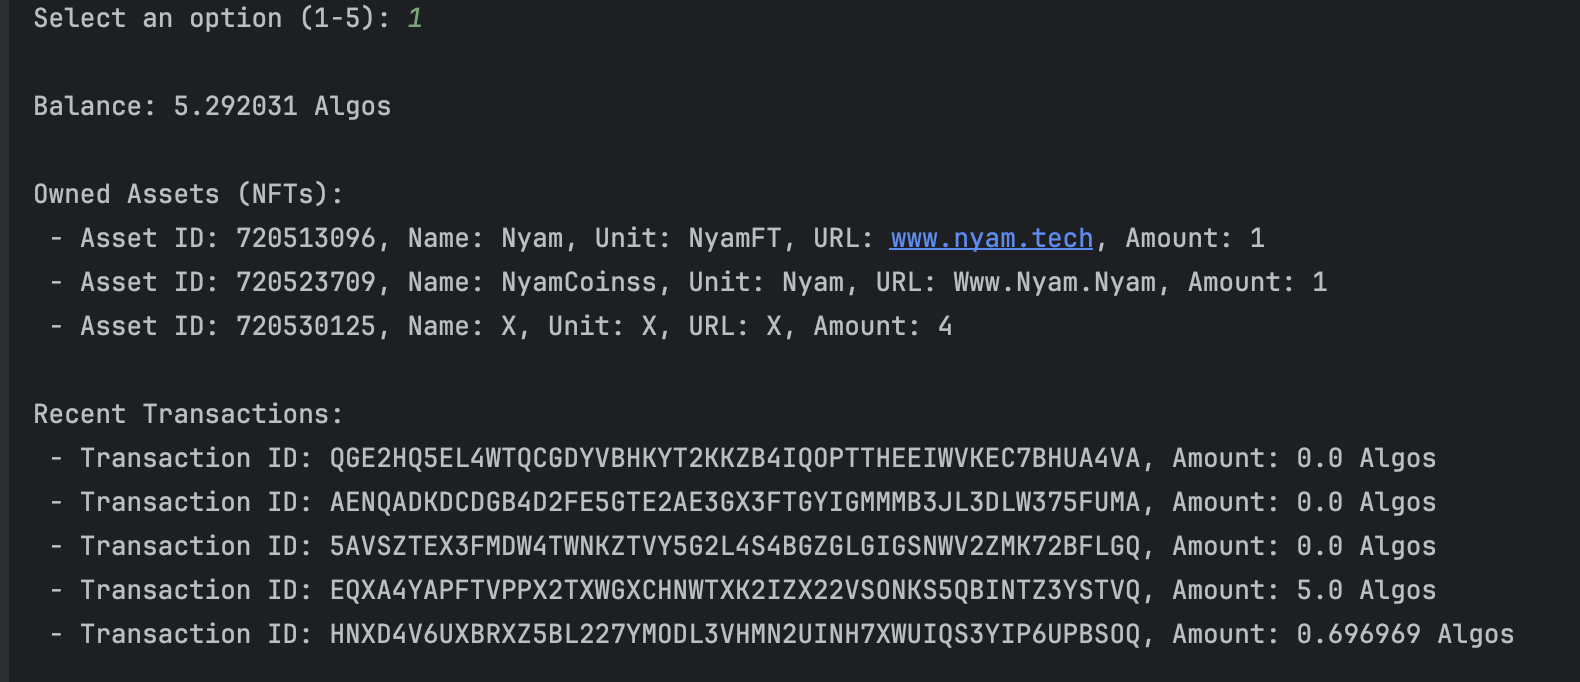 Select an option (1-5): 1
Balance: 5.292031 Algos
Owned Assets (NFTs):
- Asset ID: 720513096, Name: Nyam, Unit: NyamFT, URL: www.nyam.tech, Amount: 1
- Asset ID: 720523709, Name: NyamCoinss, Unit: Nyam, URL: Www.Nyam.Nyam, Amount: 1
- Asset ID: 720530125, Name: X, Unit: X, URL: X, Amount: 4
Recent Transactions:
- Transaction ID: QGE2HQ5EL4WTQCGDYVBHKYT2KKZB4IQOPTTHEEIWVKEC7BHUA4VA, Amount: 0.0 Algos
- Transaction ID: AENQADKDCDGB4D2FE5GTE2AE3GX3FTGYIGMMMB3JL3DLW375FUMA, Amount: 0.0 Algos
- Transaction ID: 5AVSZTEX3FMDW4TWNKZTVY5G2L4S4BGZGLGIGSNWV2ZMK72BFLGQ, Amount: 0.0 Algos
- Transaction ID: EQXA4YAPFTVPPX2TXWGXCHNWTXK2IZX22VSONKS5QBINTZ3YSTVQ, Amount: 5.0 Algos
- Transaction ID: HNXD4V6UXBRXZ5BL227YMODL3VHMN2UINH7XWUIQS3YIP6UPBSOQ, Amount: 0.696969 Algos